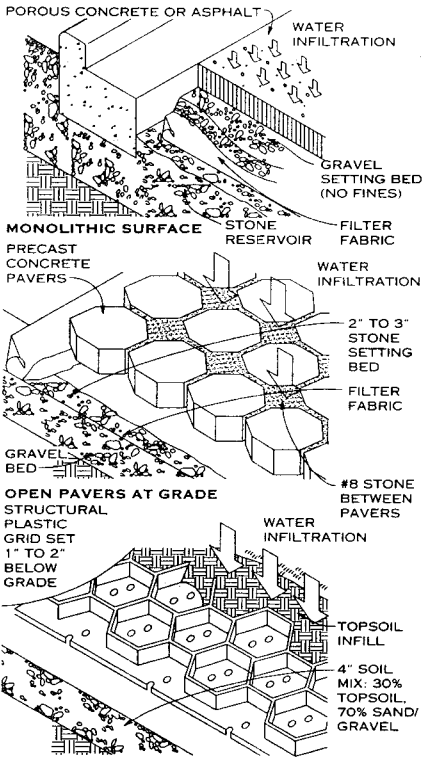 POROUS CONCRETE OR ASPHALT
WATER
INFILTRATION
GRAVEL
SETTING BED
(NO FINES)
MONOLITHIC SURFACE
STONE
RESERVOIR
FILTER
FABRIC
PRECAST
CONCRETE
PAVERS
WATER
INFILTRATION
2" TO 3"
STONE
SETTING
BED
FILTER
FABRIC
GRAVEL
BED
#8 STONE
BETWEEN
PAVERS
OPEN PAVERS AT GRADE
STRUCTURAL
PLASTIC
GRID SET
1" TO 2"
BELOW
GRADE
WATER
INFILTRATION
TOPSOIL
INFILL
4" SOIL
MIX: 30%
TOPSOIL,
70% SAND/
GRAVEL